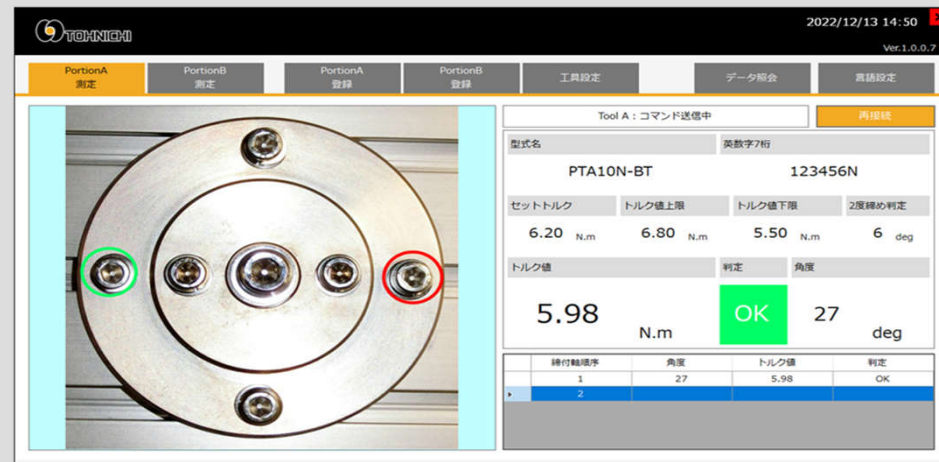 TOHNICHI
2022/12/13 14:50
Ver.1.0.0.7
PortionA
測定
PortionB
測定
PortionA
登録
PortionB
登録
工具設定
データ照会
言語設定
Tool A：コマンド送信中
再接続
型式名
英数字7桁
PTA10N-BT
123456N
セットトルク
トルク値上限
トルク値下限
2度締め判定
6.20 N.m
6.80 N.m
5.50 N.m
6 deg
トルク値
判定
角度
5.98 N.m
OK
27 deg
締付軸順序 角度 トルク値 判定
1 27 5.98 OK
2